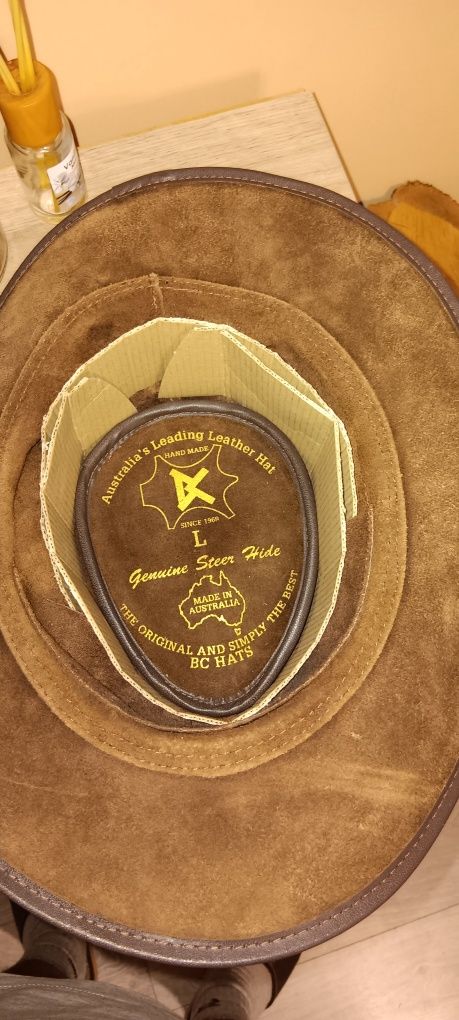 Australia's Leading Leather Hat
HAND MADE
SINCE 1968
L
Genuine Steer Hide
MADE IN
AUSTRALIA
THE ORIGINAL AND SIMPLY THE BEST
BC HATS